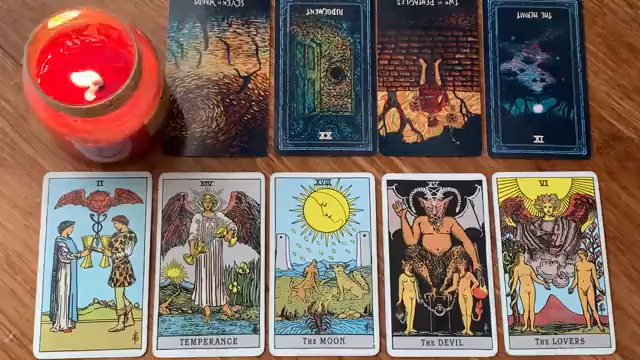 SEVEN OF WANDS
JUDGEMENT
TWO OF PENTACLES
THE HERMIT
XX
IX
II
XIV
XVIII
XV
VI
TEMPERANCE
THE MOON
THE DEVIL
THE LOVERS